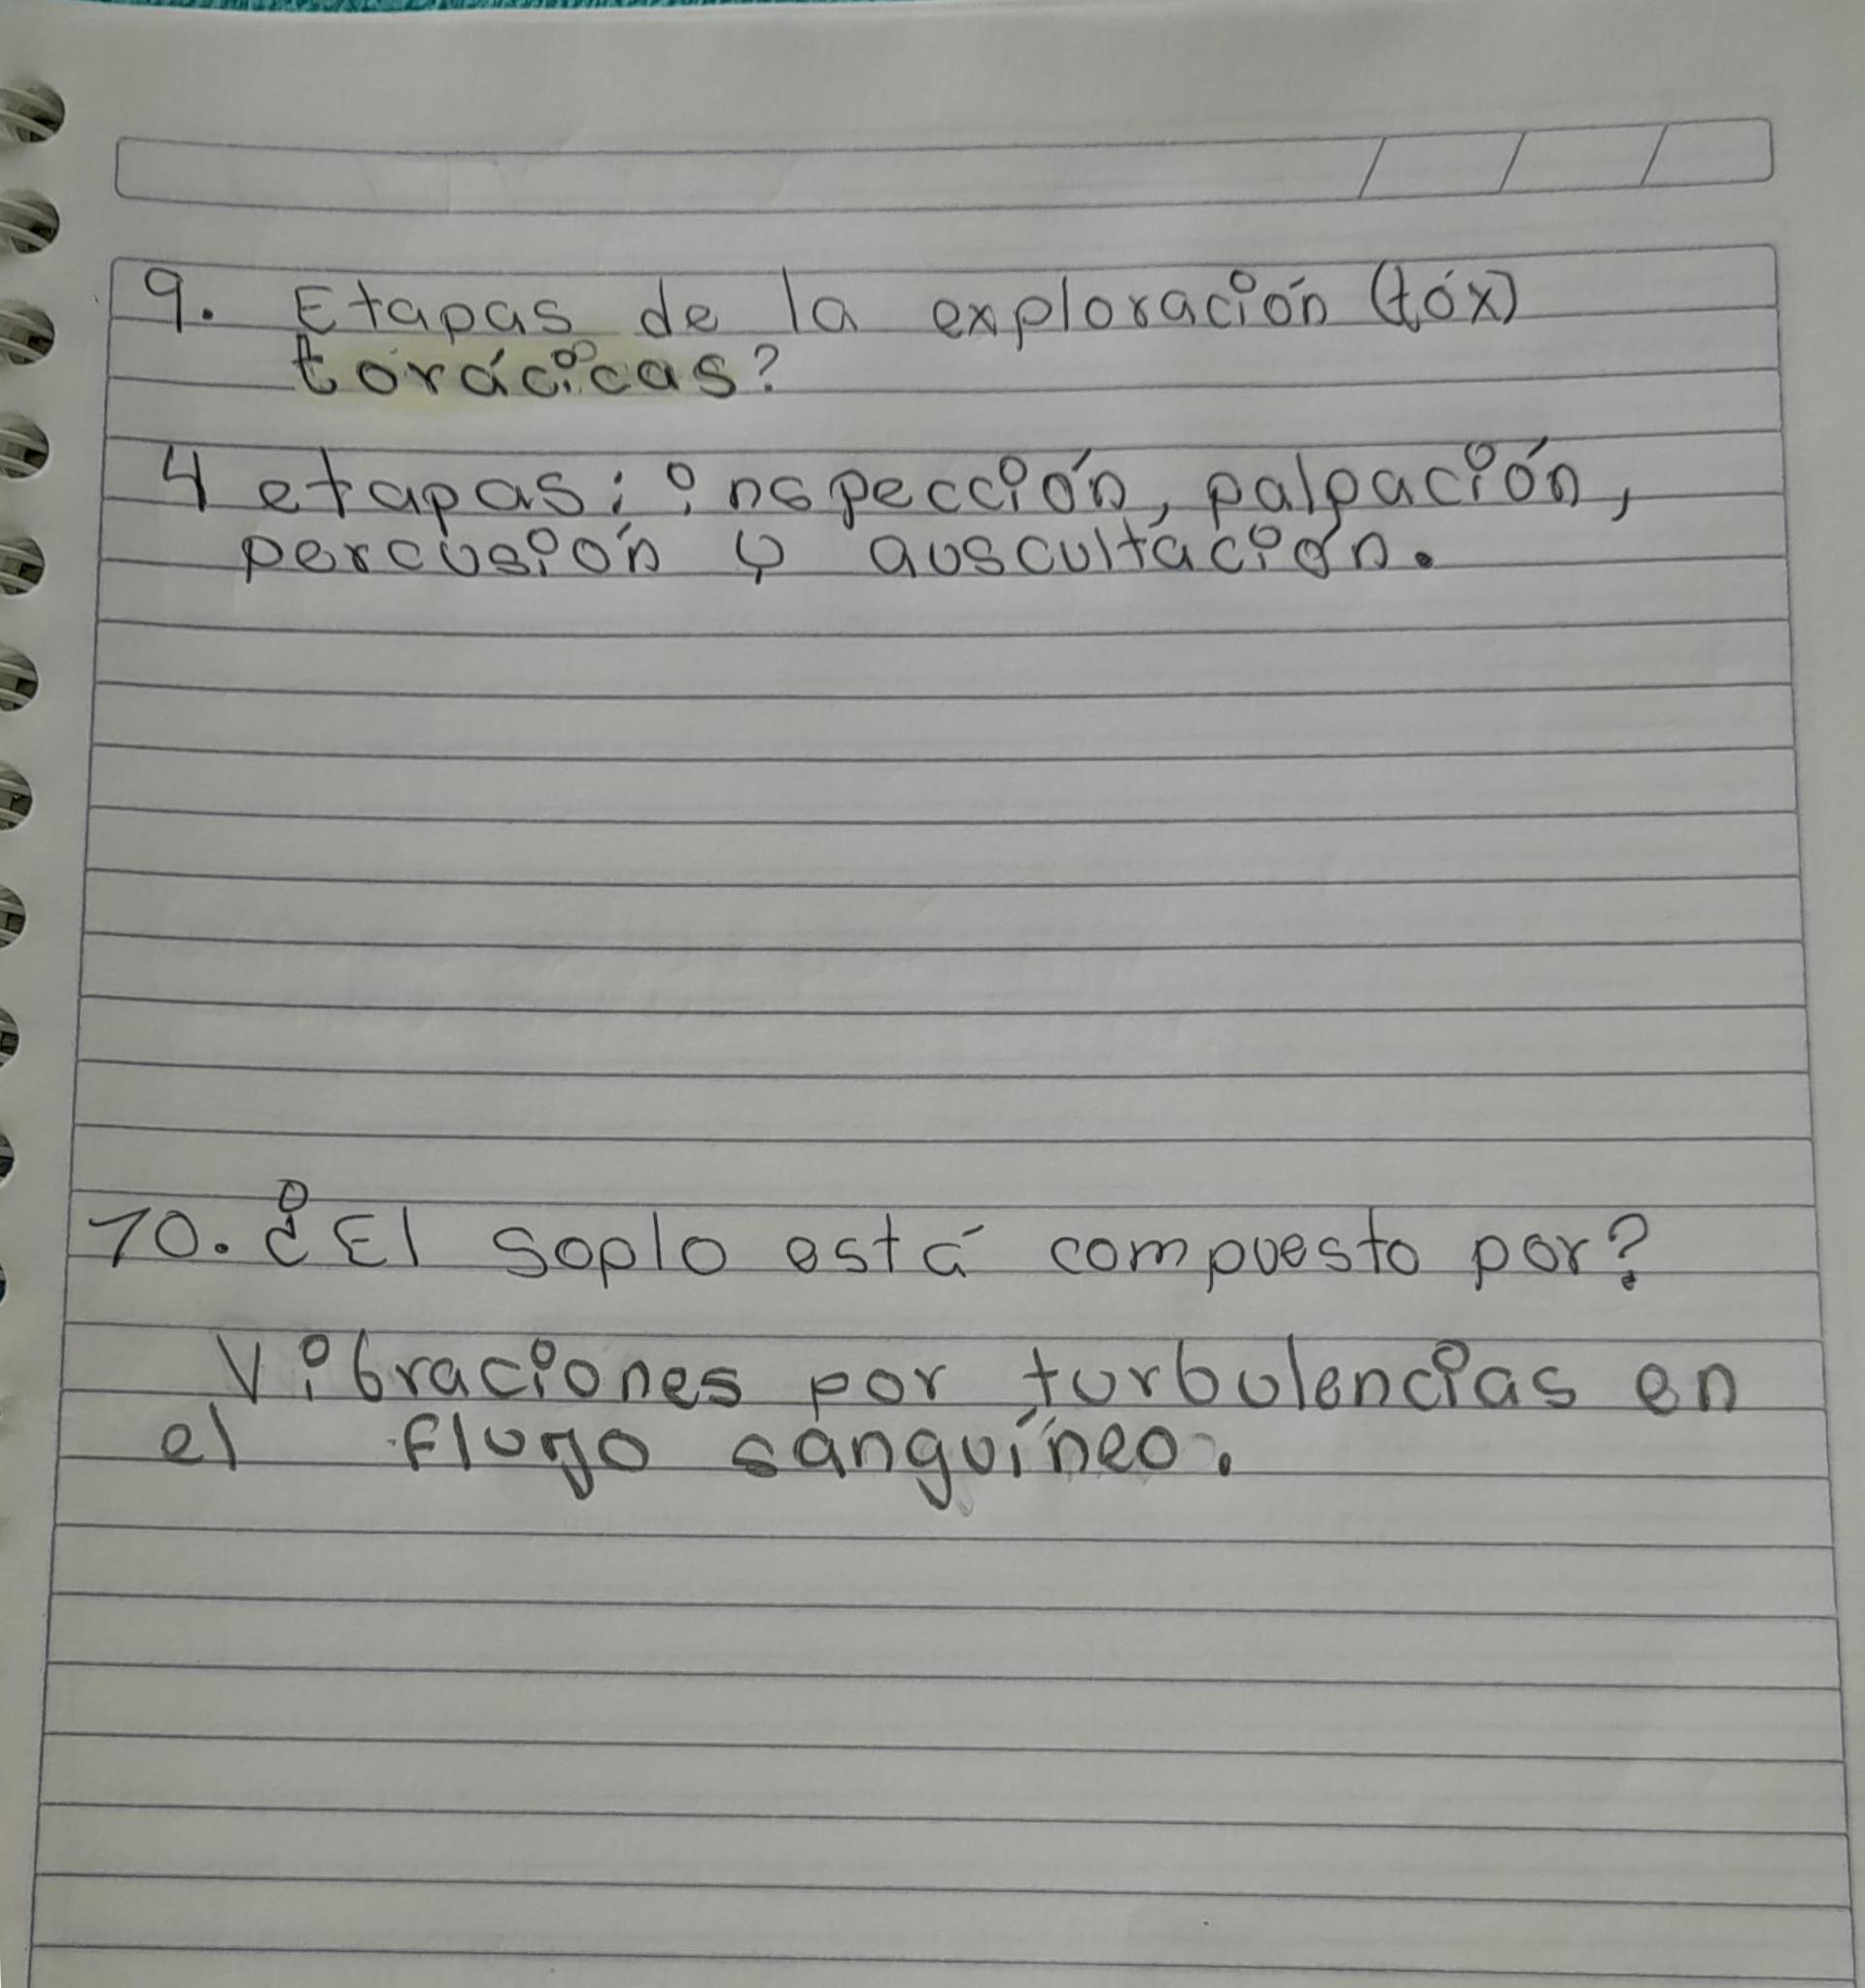 9. Etapas de la exploración (tóx)
torácicas?
4 etapas: inspección, palpación,
percusión y auscultación.
10. ¿El soplo está compuesto por?
Vibraciones por turbulencias en
el flujo sanguíneo.